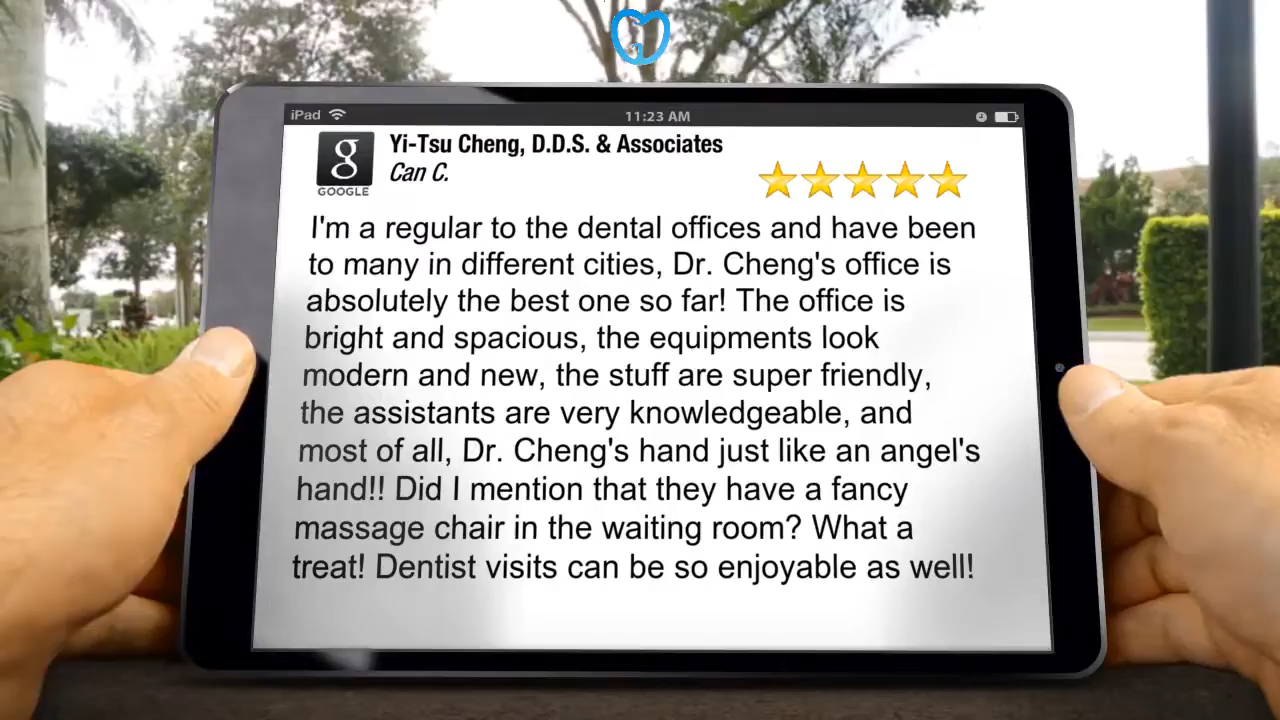 iPad 11:23 AM
g
GOOGLE
Yi-Tsu Cheng, D.D.S. & Associates
Can C.
I'm a regular to the dental offices and have been
to many in different cities, Dr. Cheng's office is
absolutely the best one so far! The office is
bright and spacious, the equipments look
modern and new, the stuff are super friendly,
the assistants are very knowledgeable, and
most of all, Dr. Cheng's hand just like an angel's
hand!! Did I mention that they have a fancy
massage chair in the waiting room? What a
treat! Dentist visits can be so enjoyable as well!